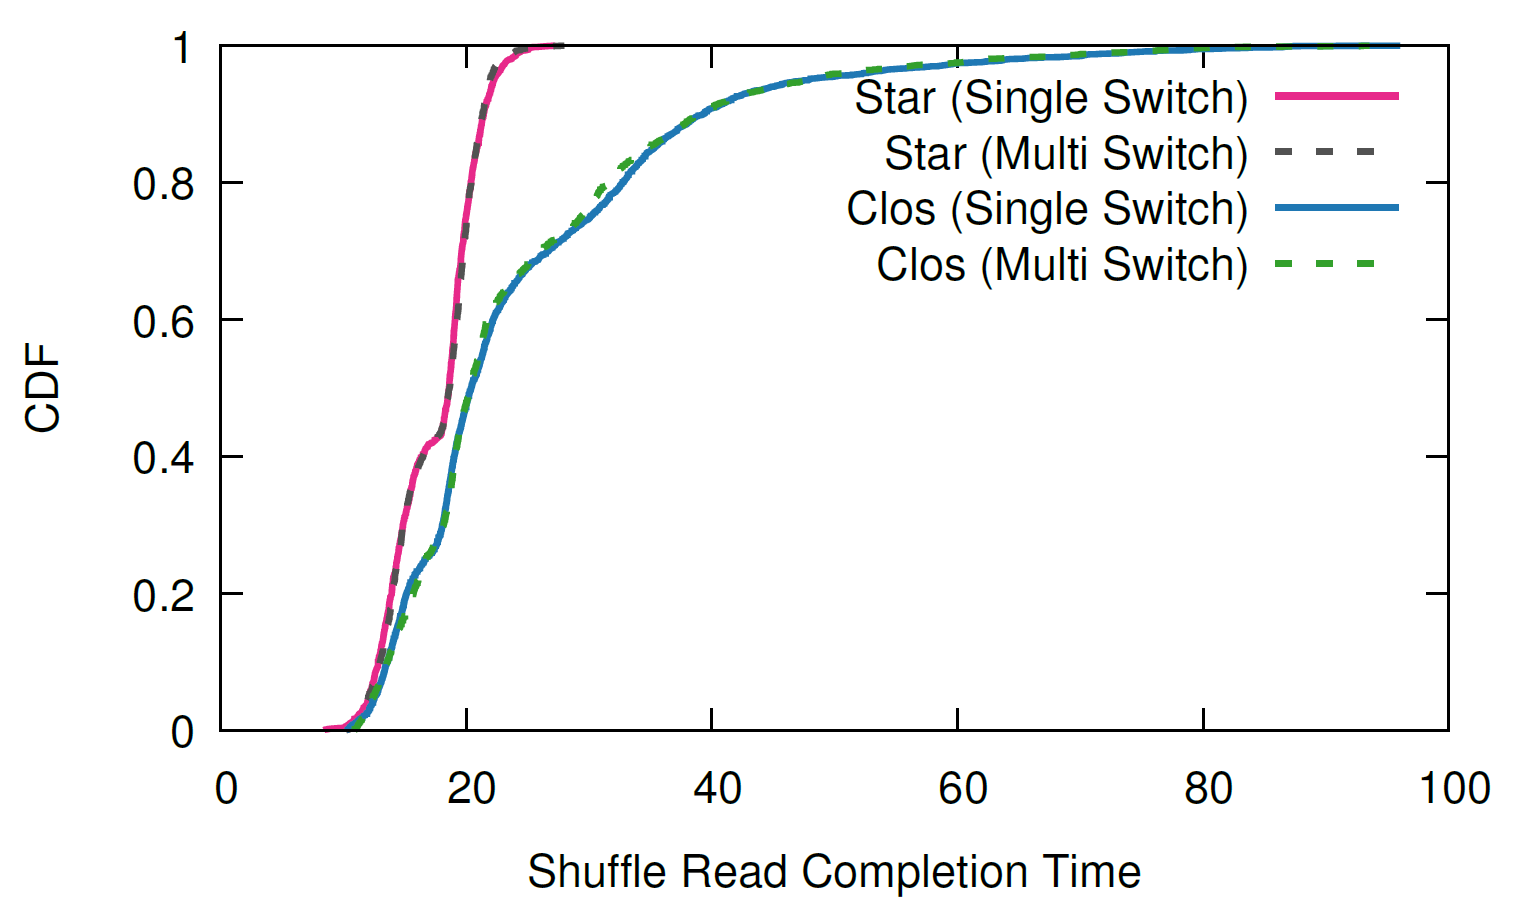 1
0.8
0.6
0.4
0.2
0
CDF
Star (Single Switch)
Star (Multi Switch)
Clos (Single Switch)
Clos (Multi Switch)
0 20 40 60 80 100
Shuffle Read Completion Time